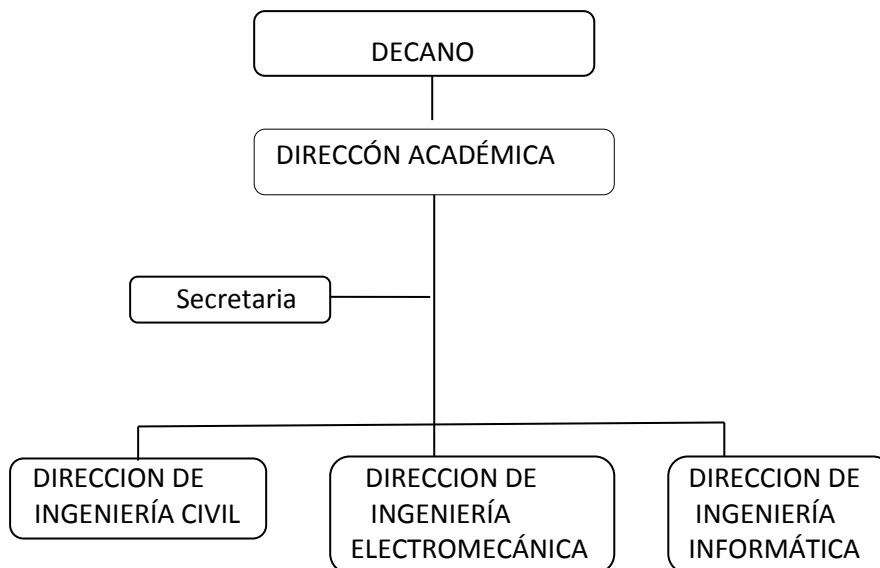 DECANO
DIRECCÓN ACADÉMICA
Secretaria
DIRECCION DE
INGENIERÍA CIVIL
DIRECCION DE
INGENIERÍA
ELECTROMECÁNICA
DIRECCION DE
INGENIERÍA
INFORMÁTICA